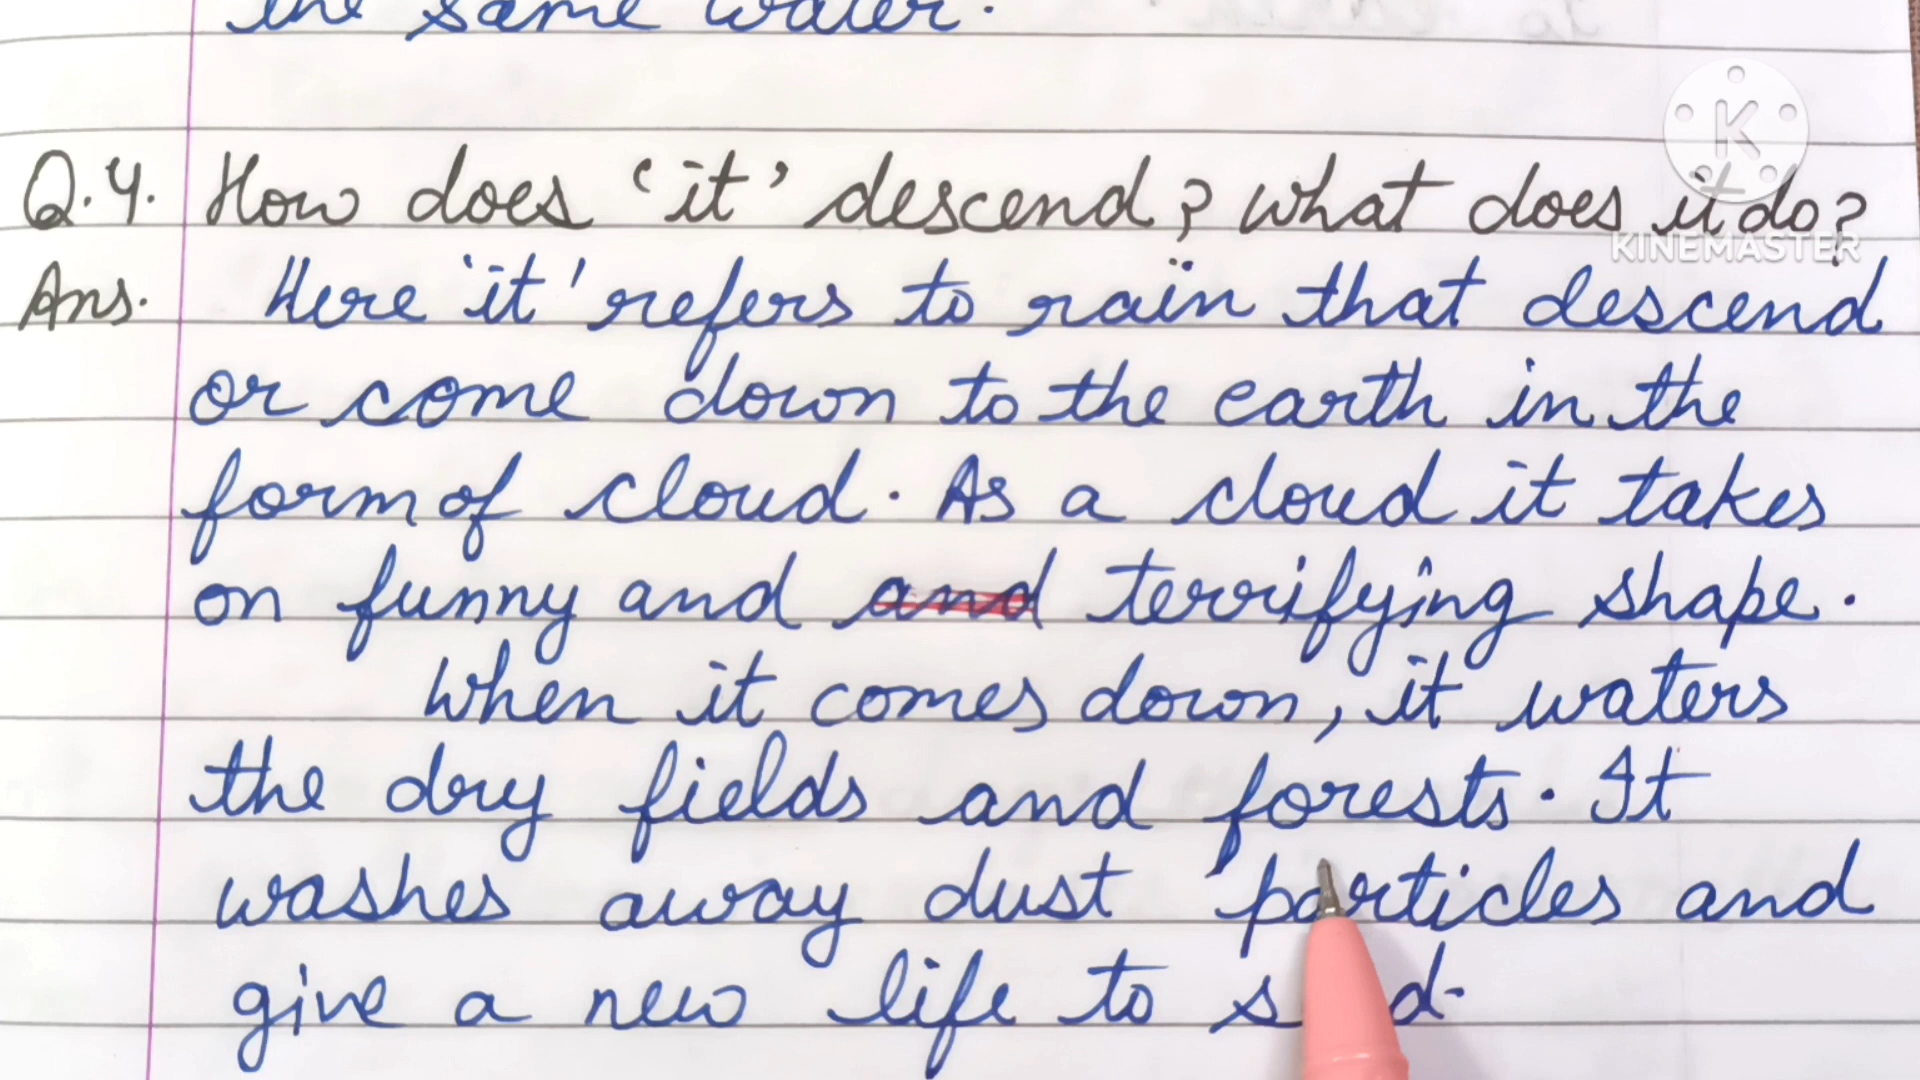 the same water.
Q.4. How does 'it' descend? what does it do?
K
KINEMASTER
Ans. Here 'it' refers to rain that descend
or come down to the earth in the
form of cloud. As a cloud it takes
on funny and and terrifying shape.
When it comes down, it waters
the dry fields and forests. It
washes away dust particles and
give a new life to